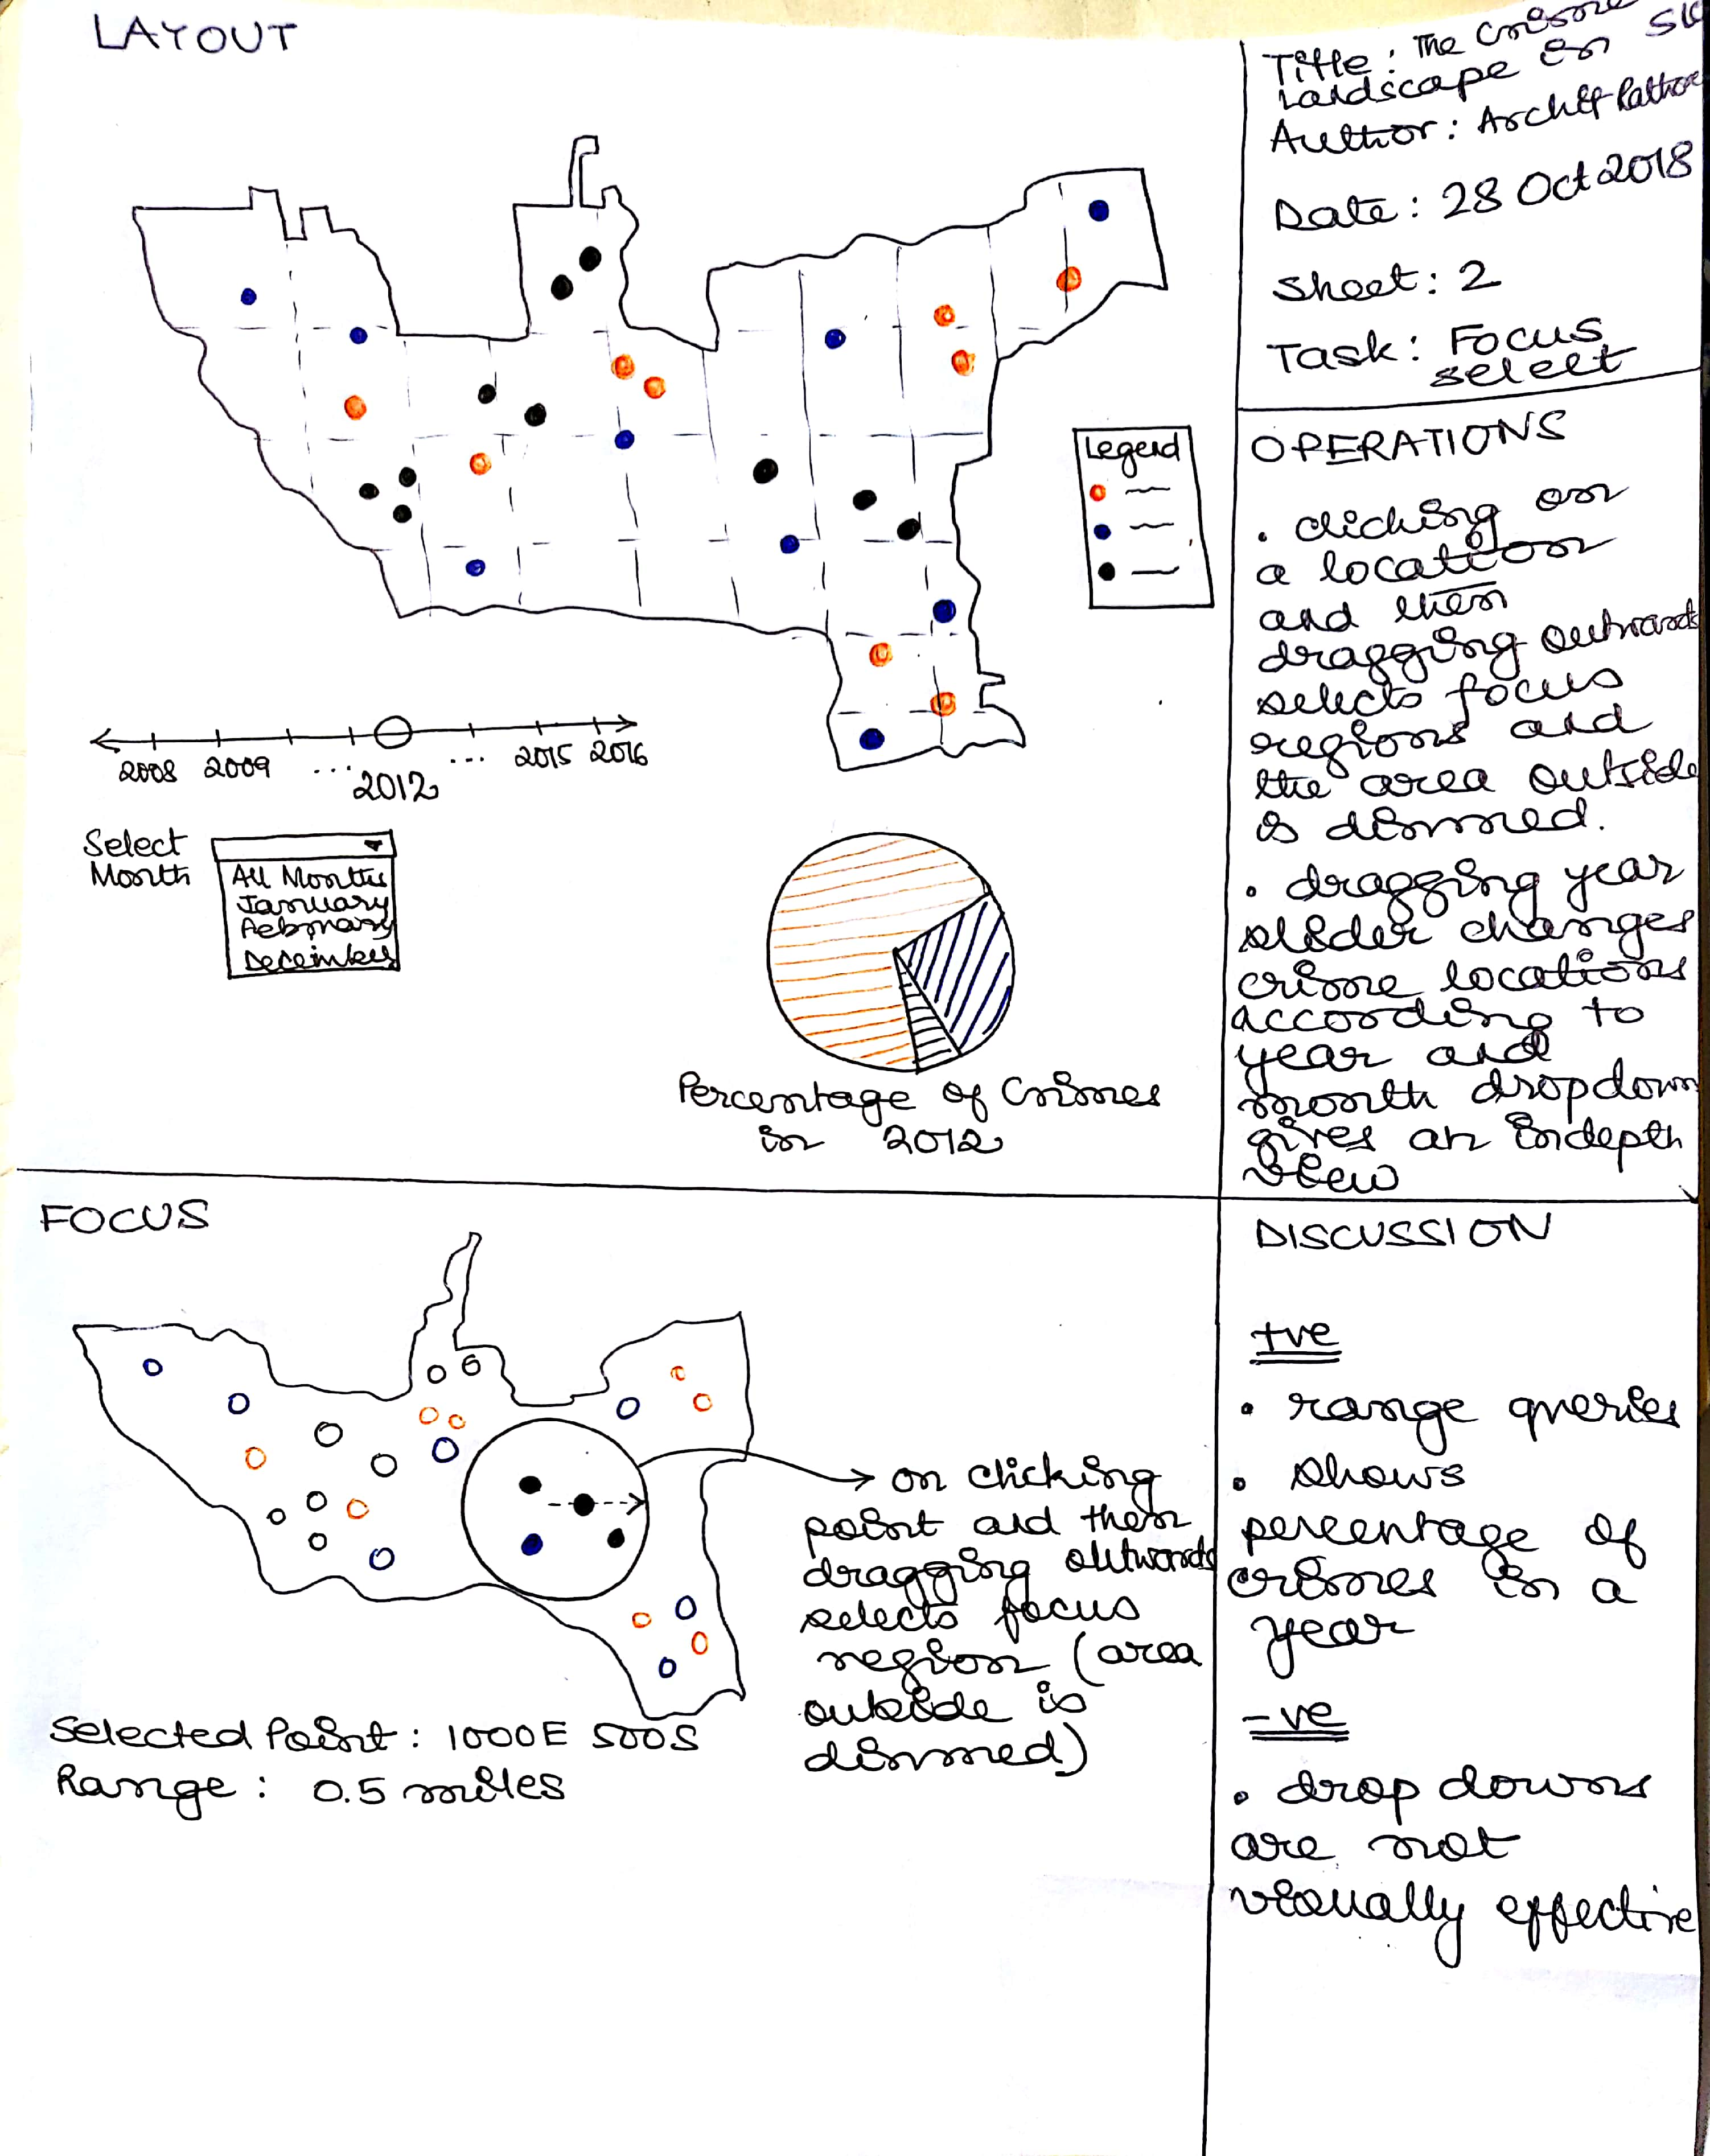 LAYOUT
Title: The Crime
Landscape in SL
Author: Archit Rathore
Date: 28 Oct 2018
Sheet: 2
Task: Focus
select
Legend
2008 2009 ... 2012 ... 2015 2016
Select
Month
All Months
January
Aebruary
December
Percentage of Crimes
in 2012
OPERATIONS
. clicking on
a location
and then
dragging outwards
selects focus
regions and
the area outside
is dimmed.
. dragging year
slider changes
crime locations
according to
year and
month dropdown
gives an indepth
view
FOCUS
on clicking
point and then
dragging outwards
selects focus
region (area
outside is
dimmed)
Selected Point: 1000E 500S
Range: 0.5 miles
DISCUSSION
+ve
• range queries
• shows
percentage of
crimes in a
year
-ve
• drop downs
are not
visually effective